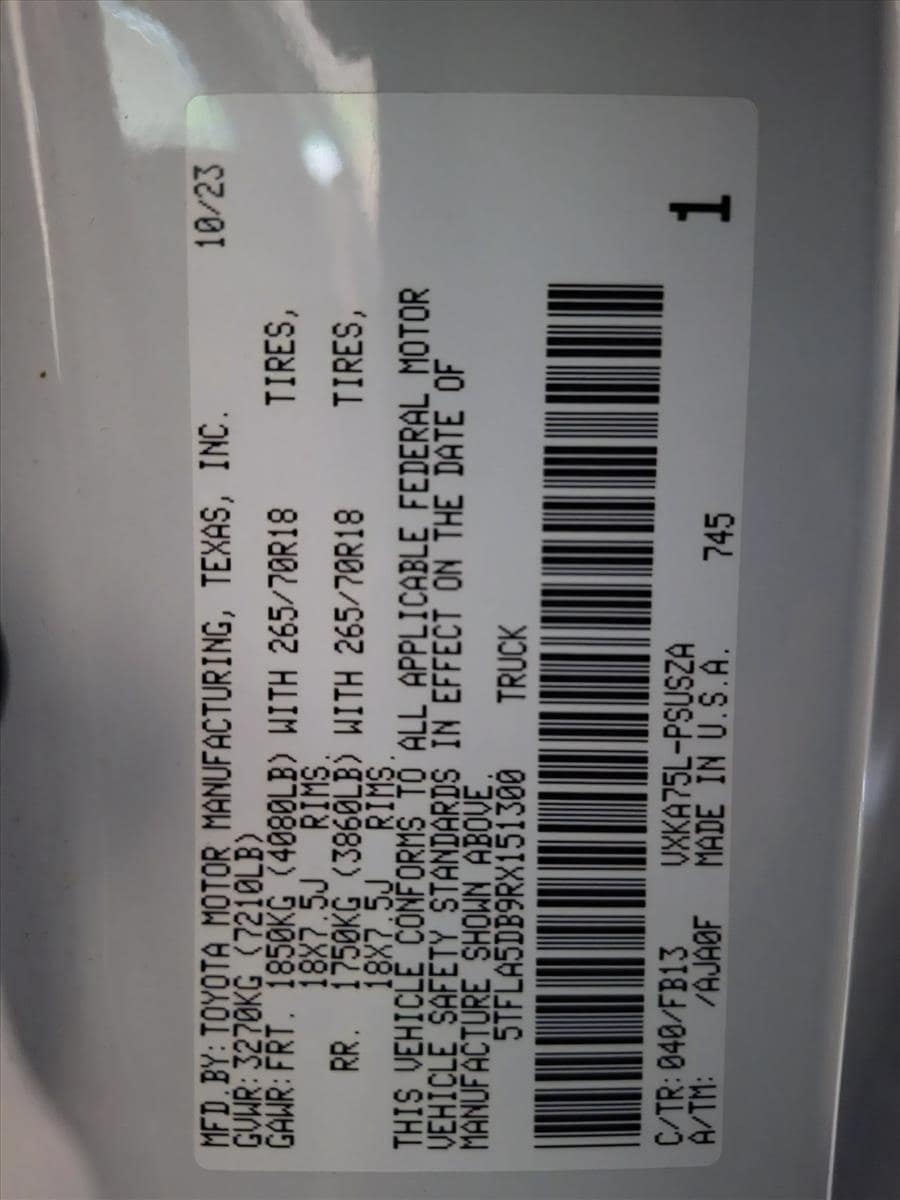 MFD.BY:TOYOTA MOTOR MANUFACTURING, TEXAS, INC. 10/23
GVWR:3270KG (7210LB)
GAWR:FRT. 1850KG (4080LB) WITH 265/70R18 TIRES,
18X7.5J RIMS.
RR. 1750KG (3860LB) WITH 265/70R18 TIRES,
18X7.5J RIMS.
THIS VEHICLE CONFORMS TO ALL APPLICABLE FEDERAL MOTOR
VEHICLE SAFETY STANDARDS IN EFFECT ON THE DATE OF
MANUFACTURE SHOWN ABOVE.
5TFLA5DB9RX151300 TRUCK
C/TR:040/FB13 VXKA75L-PSUSZA 1
A/TM: /AJA0F MADE IN U.S.A. 745